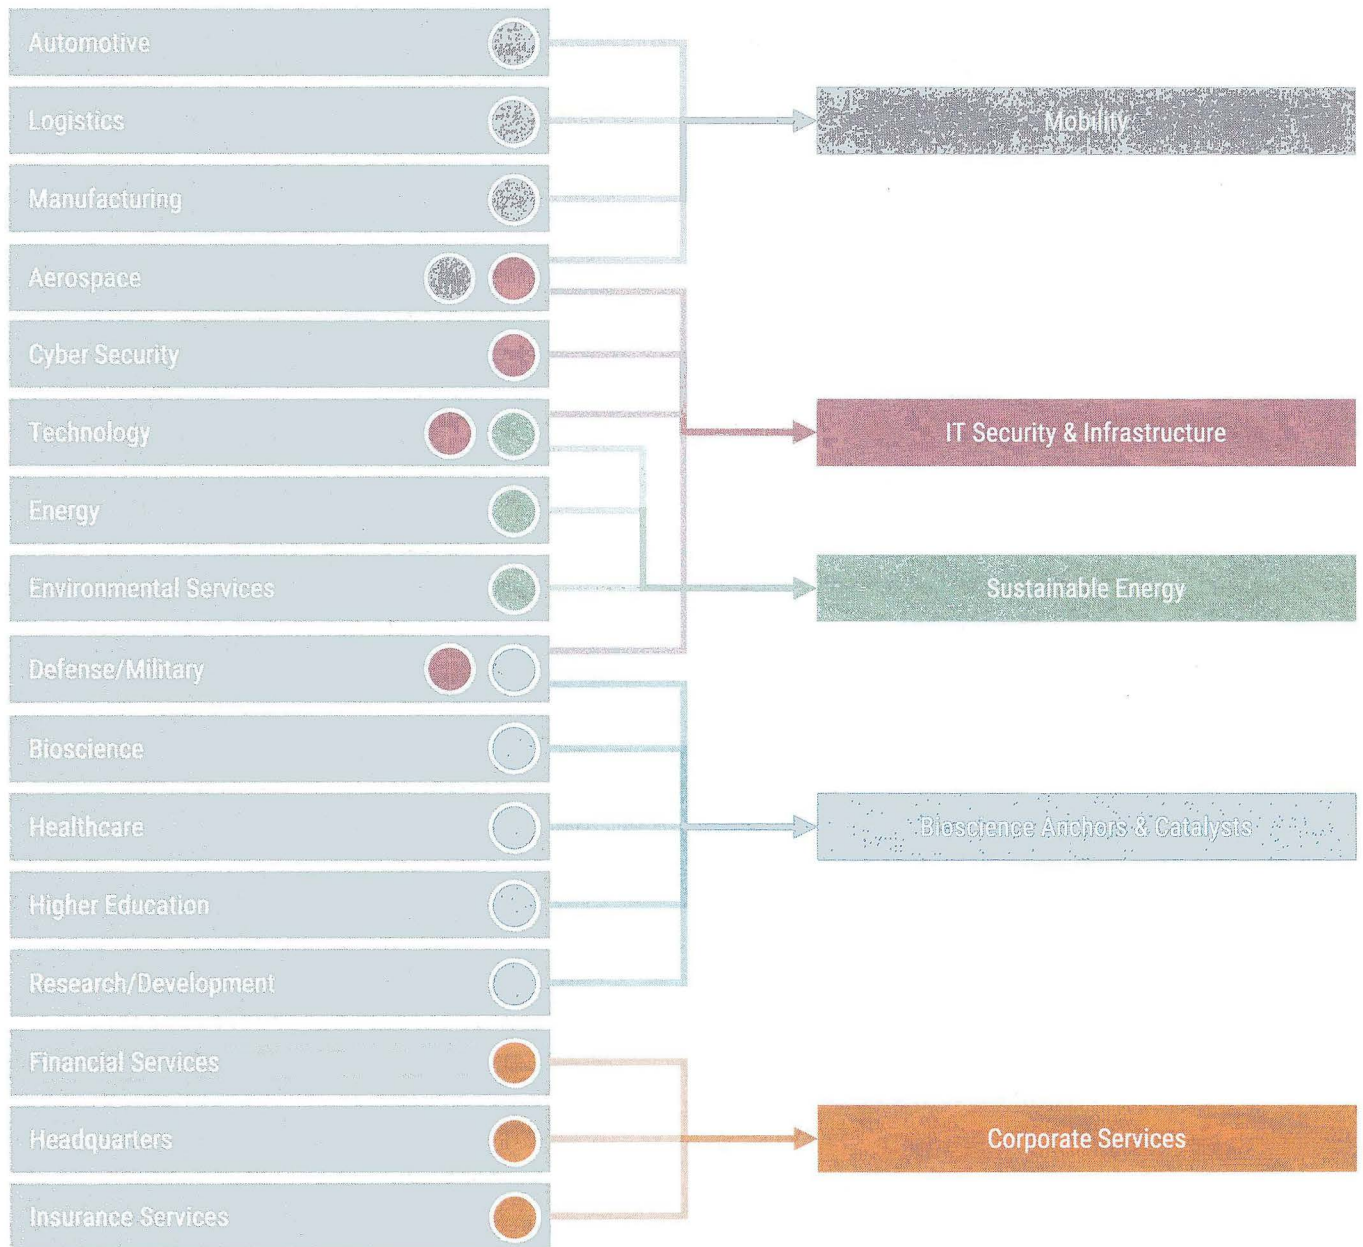 Automotive
Logistics
Manufacturing
Aerospace
Cyber Security
Technology
Energy
Environmental Services
Defense/Military
Bioscience
Healthcare
Higher Education
Research/Development
Financial Services
Headquarters
Insurance Services
Mobility
IT Security & Infrastructure
Sustainable Energy
Bioscience Anchors & Catalysts
Corporate Services